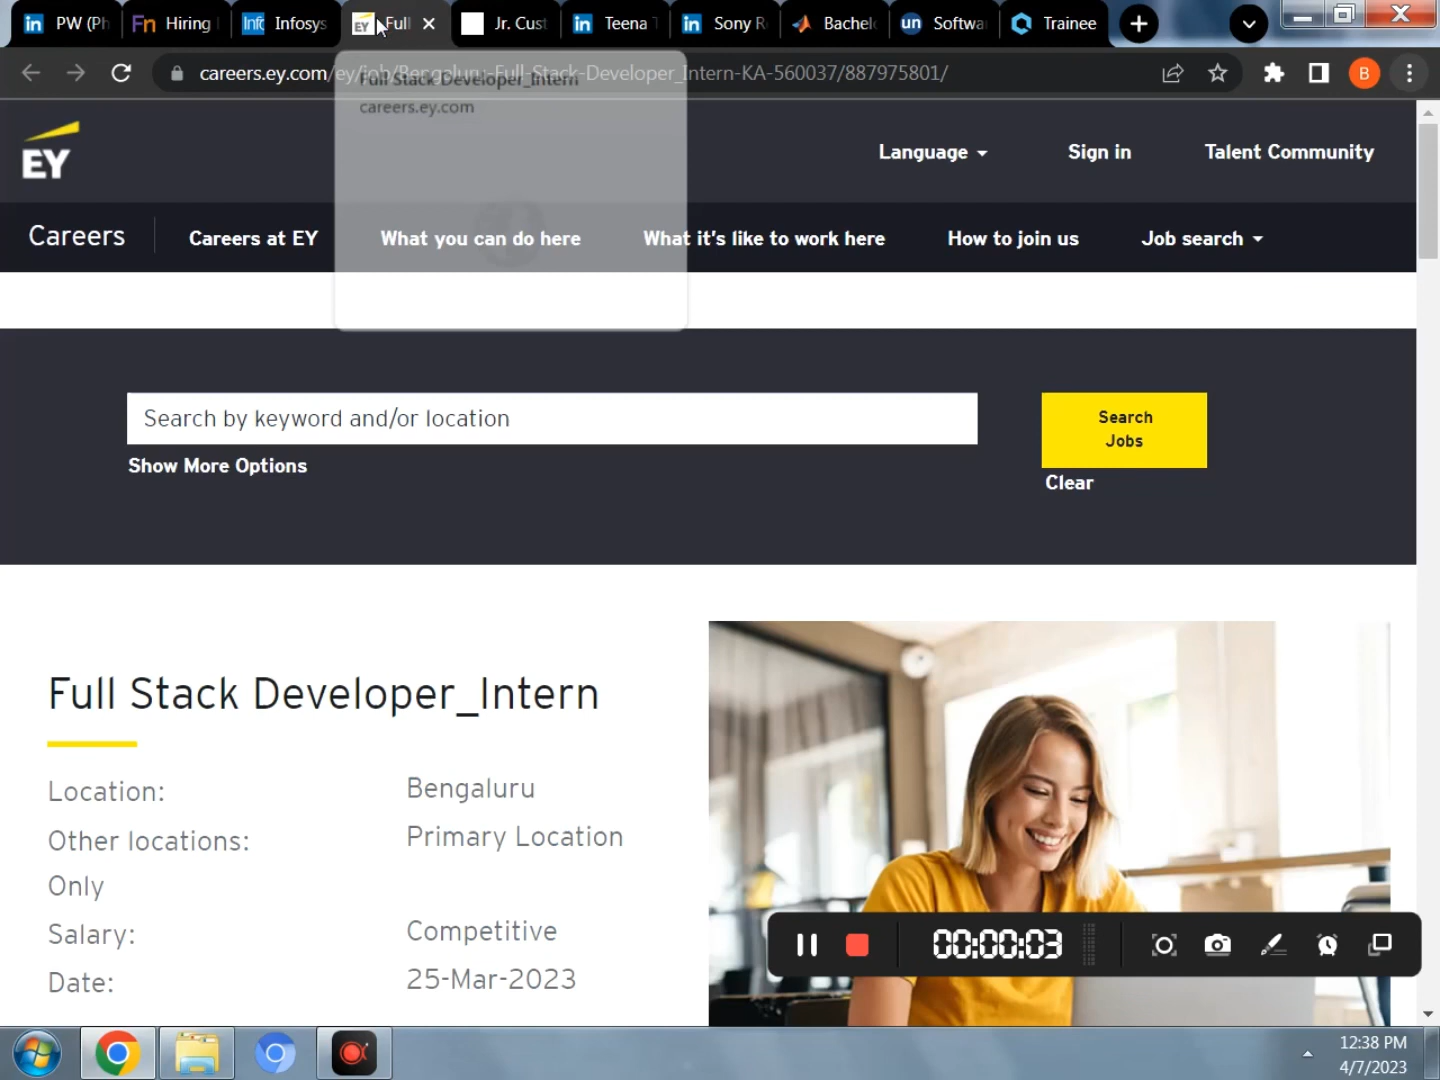 PW (Ph
Hiring
Infosys
Full
Jr. Cust
Teena
Sony R
Bachel
Softwa
Trainee
careers.ey.com/ey/job/Bengaluru-Full-Stack-Developer_Intern-KA-560037/887975801/
B
Full Stack Developer_Intern
careers.ey.com
EY
Language
Sign in
Talent Community
Careers
Careers at EY
What you can do here
What it's like to work here
How to join us
Job search
Search by keyword and/or location
Search
Jobs
Show More Options
Clear
Full Stack Developer_Intern
Location: Bengaluru
Other locations: Primary Location
Only
Salary: Competitive
Date: 25-Mar-2023
00:00:03
12:38 PM
4/7/2023